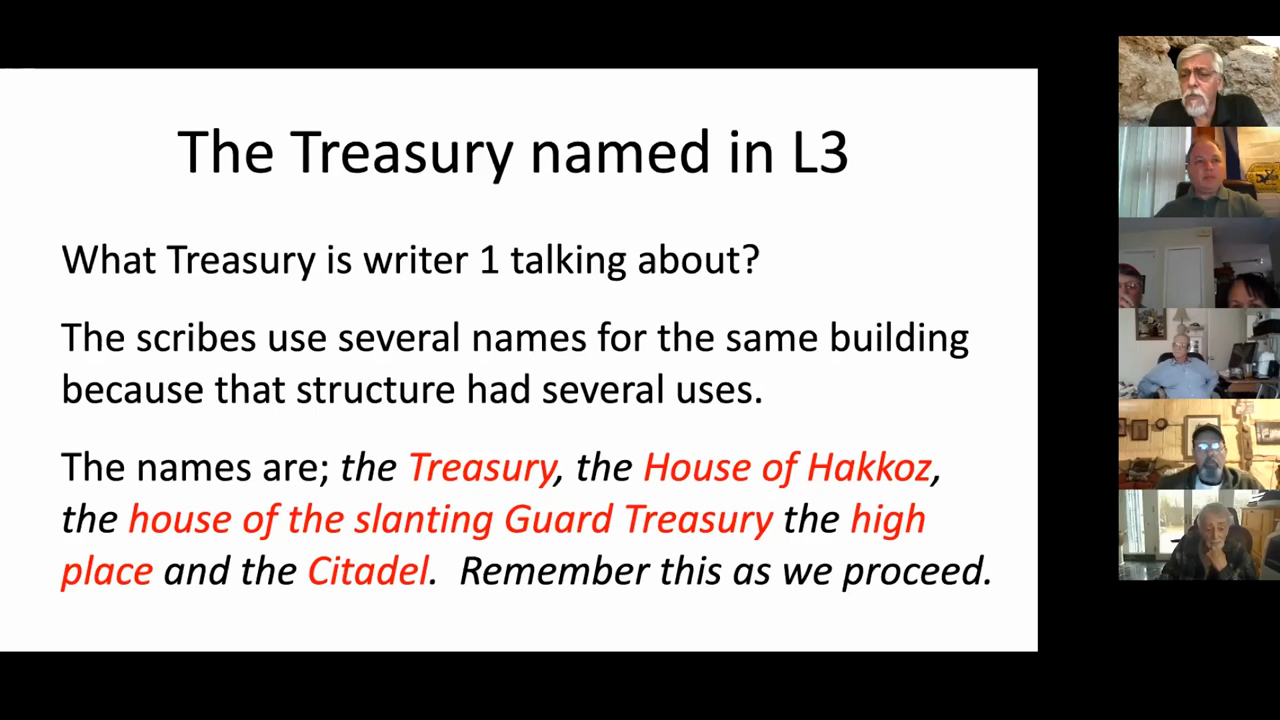 The Treasury named in L3
What Treasury is writer 1 talking about?
The scribes use several names for the same building
because that structure had several uses.
The names are; the Treasury, the House of Hakkoz,
the house of the slanting Guard Treasury the high
place and the Citadel. Remember this as we proceed.